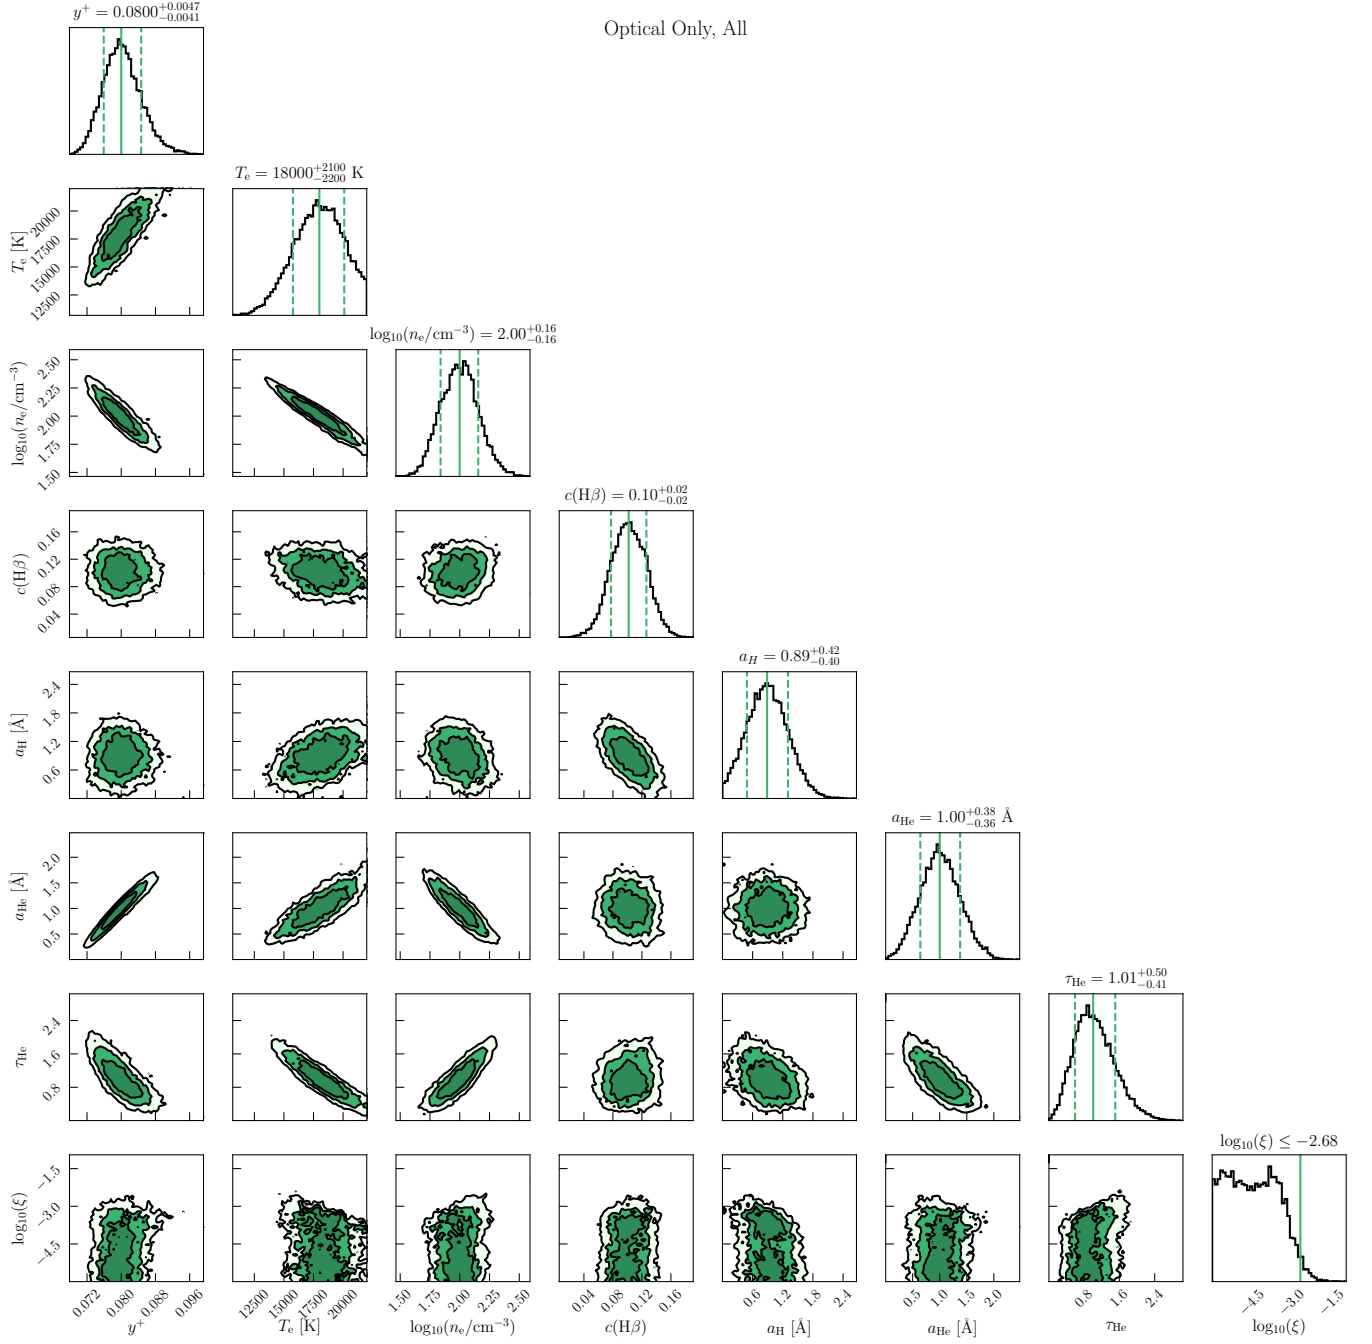 y⁺ = 0.0800 +0.0047 −0.0041
Optical Only, All
Tₑ = 18000 +2100 −2200 K
Tₑ [K]
20000
17500
15000
12500
log₁₀(nₑ/cm⁻³) = 2.00 +0.16 −0.16
log₁₀(nₑ/cm⁻³)
2.50
2.25
2.00
1.75
1.50
c(Hβ) = 0.10 +0.02 −0.02
c(Hβ)
0.16
0.12
0.08
0.04
a_H = 0.89 +0.42 −0.40
a_H [Å]
2.4
1.8
1.2
0.6
a_He = 1.00 +0.38 −0.36 Å
a_He [Å]
2.0
1.5
1.0
0.5
τ_He = 1.01 +0.50 −0.41
τ_He
2.4
1.6
0.8
log₁₀(ξ) ≤ −2.68
log₁₀(ξ)
−1.5
−3.0
−4.5
0.072 0.080 0.088 0.096
12500 15000 17500 20000
1.50 1.75 2.00 2.25 2.50
0.04 0.08 0.12 0.16
0.6 1.2 1.8 2.4
0.5 1.0 1.5 2.0
0.8 1.6 2.4
−4.5 −3.0 −1.5
y⁺ Tₑ [K] log₁₀(nₑ/cm⁻³) c(Hβ) a_H [Å] a_He [Å] τ_He log₁₀(ξ)